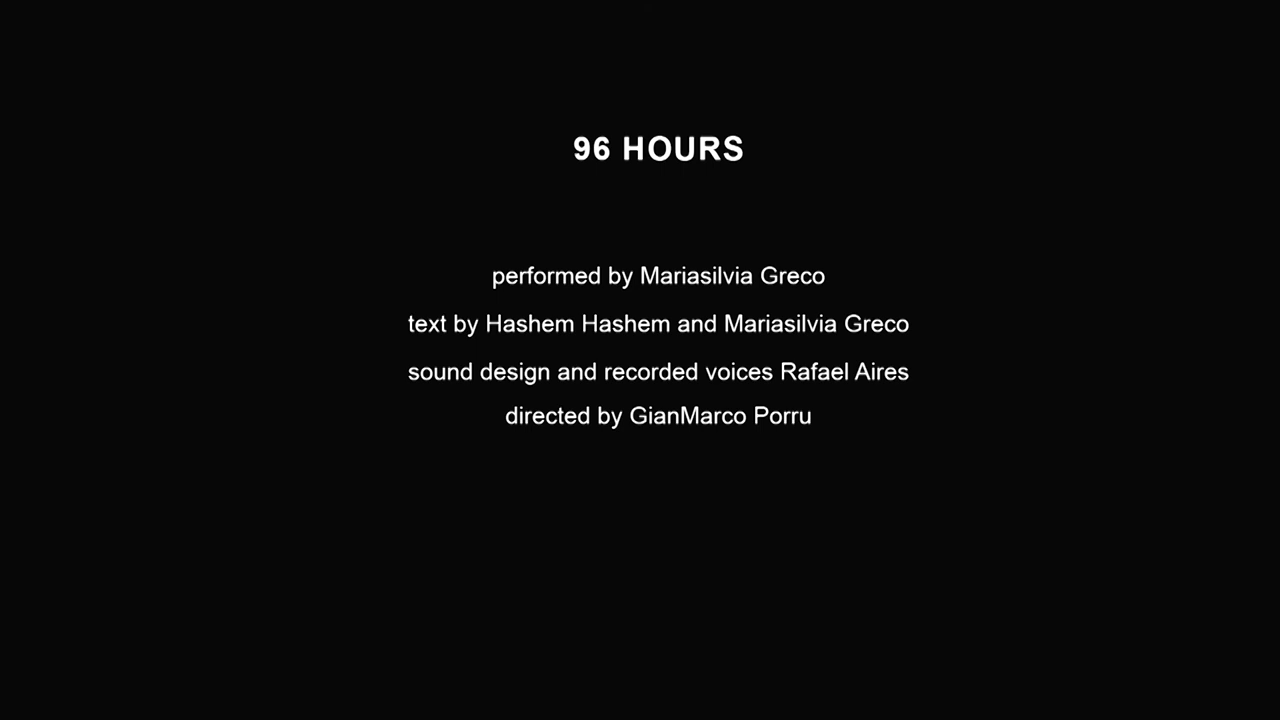 96 HOURS
performed by Mariasilvia Greco
text by Hashem Hashem and Mariasilvia Greco
sound design and recorded voices Rafael Aires
directed by GianMarco Porru